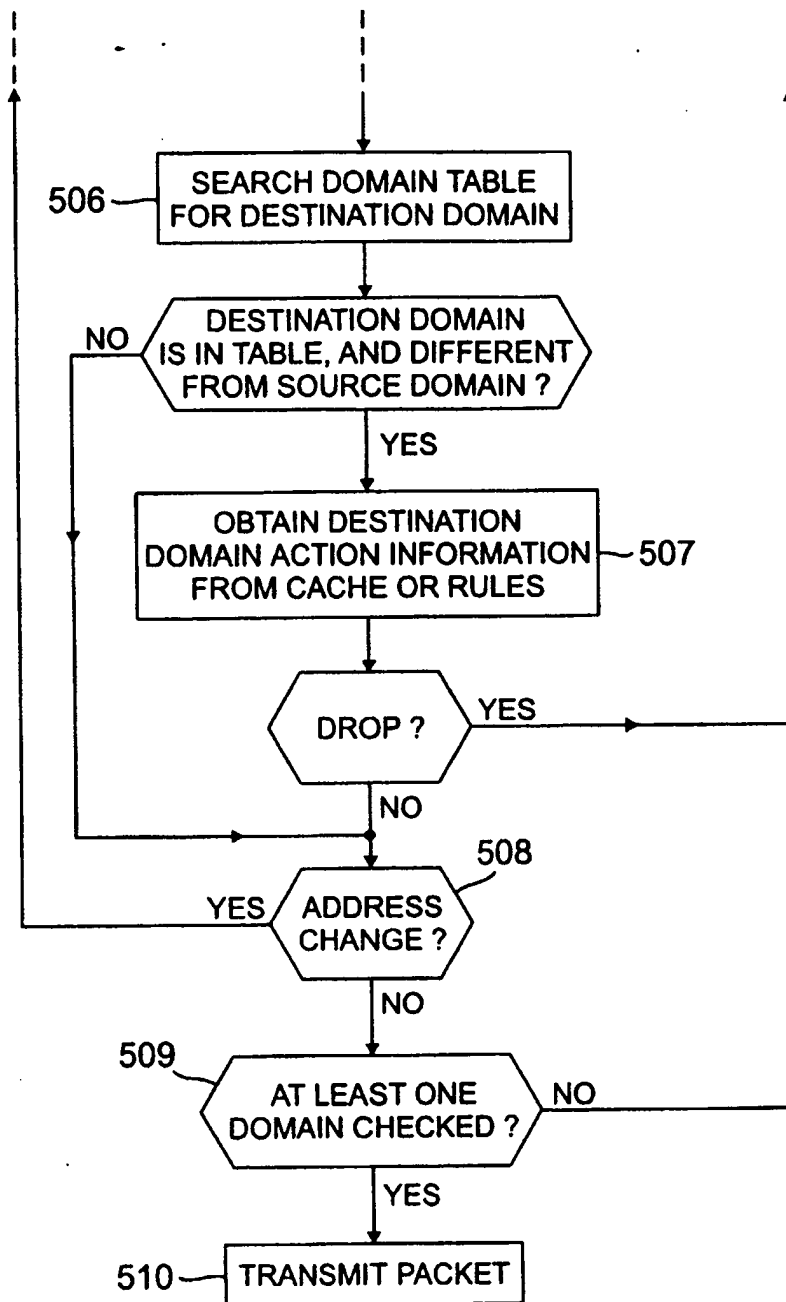 506
SEARCH DOMAIN TABLE
FOR DESTINATION DOMAIN
NO
DESTINATION DOMAIN
IS IN TABLE, AND DIFFERENT
FROM SOURCE DOMAIN ?
YES
OBTAIN DESTINATION
DOMAIN ACTION INFORMATION
FROM CACHE OR RULES
507
DROP ?
YES
NO
508
YES
ADDRESS
CHANGE ?
NO
509
AT LEAST ONE
DOMAIN CHECKED ?
NO
YES
510
TRANSMIT PACKET